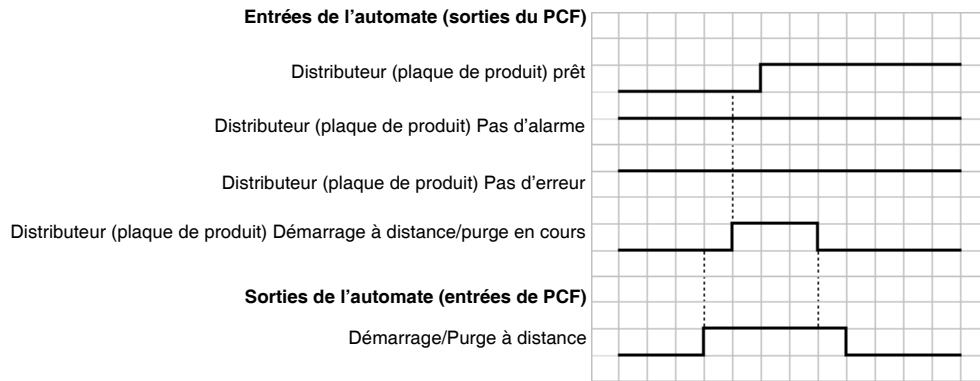 Entrées de l’automate (sorties du PCF)
Distributeur (plaque de produit) prêt
Distributeur (plaque de produit) Pas d’alarme
Distributeur (plaque de produit) Pas d’erreur
Distributeur (plaque de produit) Démarrage à distance/purge en cours
Sorties de l’automate (entrées de PCF)
Démarrage/Purge à distance